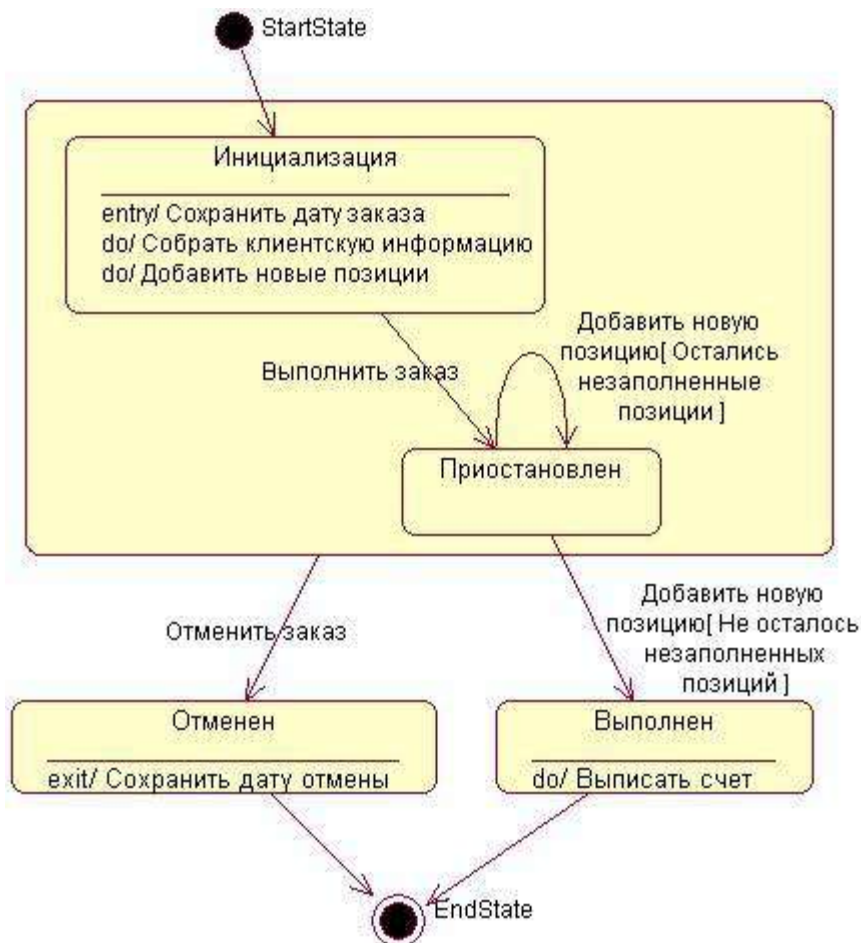 StartState
Инициализация
entry/ Сохранить дату заказа
do/ Собрать клиентскую информацию
do/ Добавить новые позиции
Выполнить заказ
Добавить новую
позицию[ Остались
незаполненные
позиции ]
Приостановлен
Отменить заказ
Добавить новую
позицию[ Не осталось
незаполненных
позиций ]
Отменен
exit/ Сохранить дату отмены
Выполнен
do/ Выписать счет
EndState